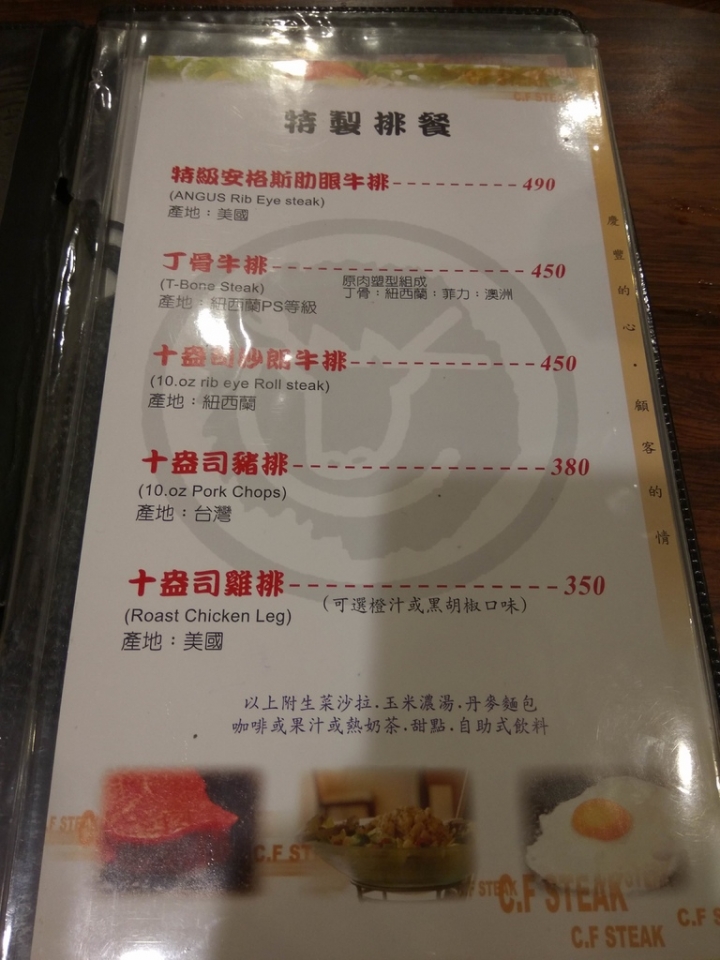 C.F STEAK
特製排餐
特級安格斯肋眼牛排---------490
(ANGUS Rib Eye steak)
產地：美國
丁骨牛排--------------------450
(T-Bone Steak)
原肉塑型組成
產地：紐西蘭PS等級
丁骨：紐西蘭；菲力：澳洲
十盎司紗朗牛排-------------450
(10.oz rib eye Roll steak)
產地：紐西蘭
十盎司豬排------------------380
(10.oz Pork Chops)
產地：台灣
十盎司雞排------------------350
(Roast Chicken Leg)
(可選橙汁或黑胡椒口味)
產地：美國
以上附生菜沙拉.玉米濃湯.丹麥麵包
咖啡或果汁或熱奶茶.甜點.自助式飲料
慶豐的心．顧客的情
C.F STEAK
C.F STEAK